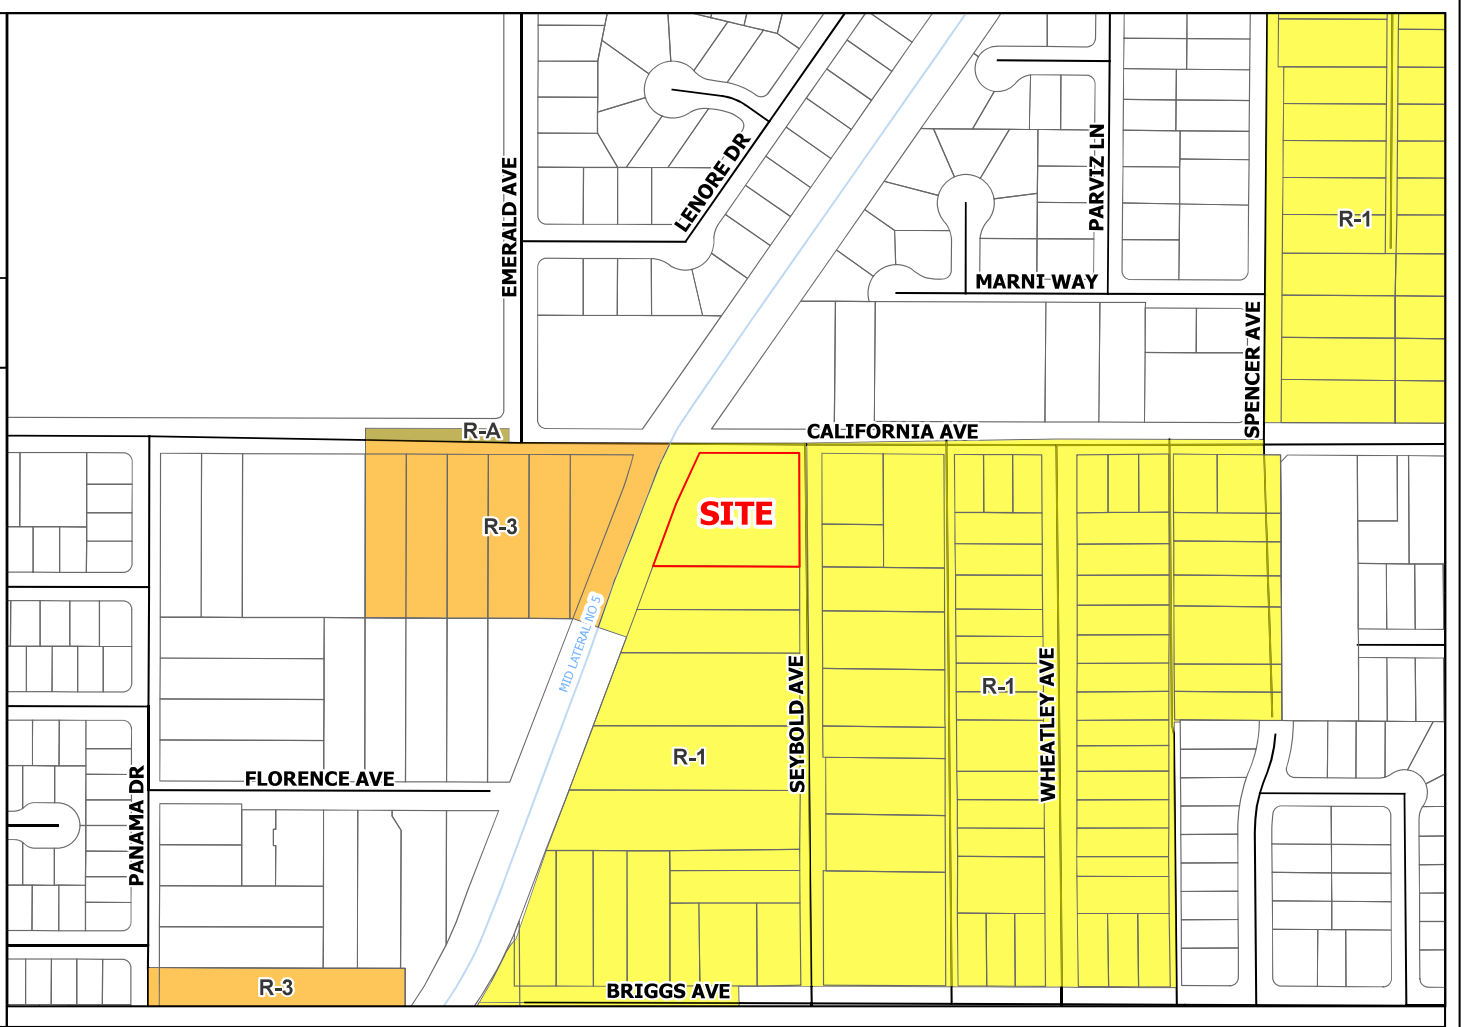 LENORE DR
EMERALD AVE
PARVIZ LN
R-1
MARNI WAY
SPENCER AVE
R-A
CALIFORNIA AVE
SITE
R-3
MID LATERAL NO 5
SEYBOLD AVE
WHEATLEY AVE
R-1
R-1
FLORENCE AVE
PANAMA DR
R-3
BRIGGS AVE